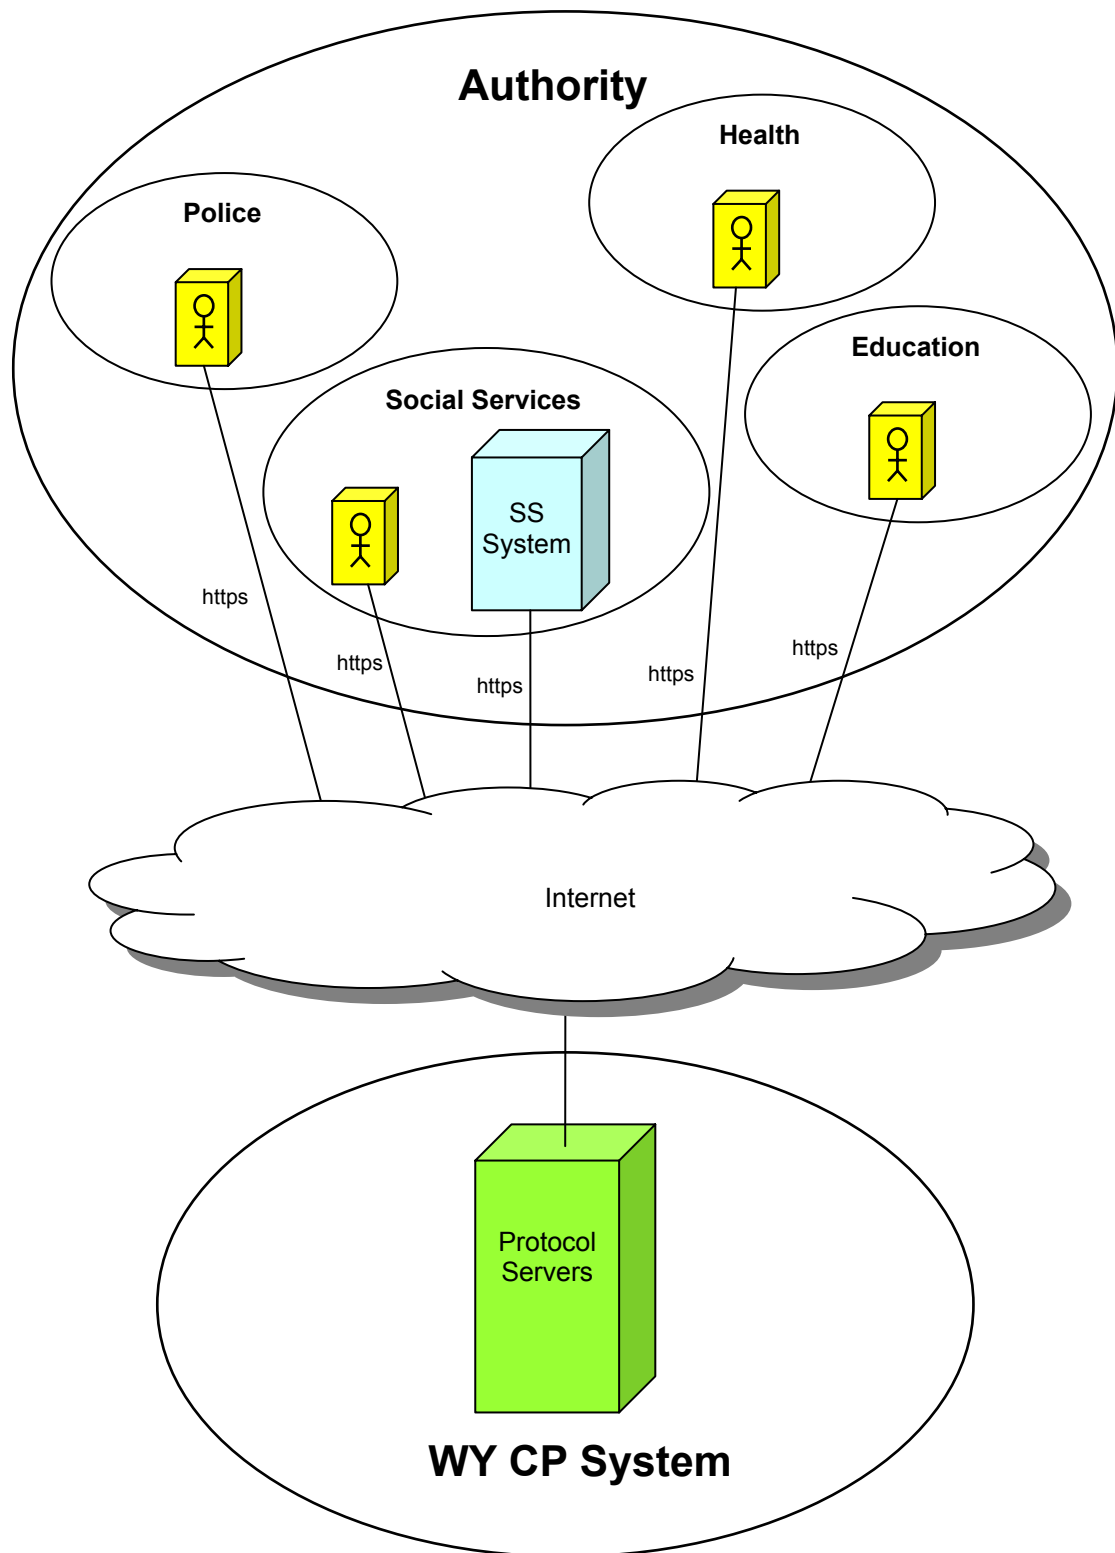 Authority
Health
Police
Education
Social Services
SS
System
https
https
https
https
https
Internet
Protocol
Servers
WY CP System